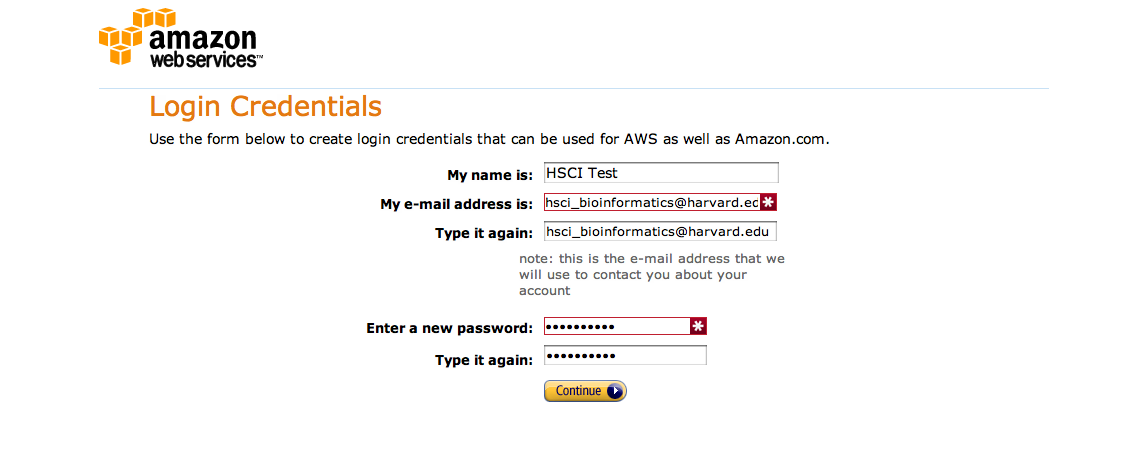 amazon
web services™
Login Credentials
Use the form below to create login credentials that can be used for AWS as well as Amazon.com.
My name is: HSCI Test
My e-mail address is: hsci_bioinformatics@harvard.ed
Type it again: hsci_bioinformatics@harvard.edu
note: this is the e-mail address that we
will use to contact you about your
account
Enter a new password: ••••••••••
Type it again: ••••••••••
Continue